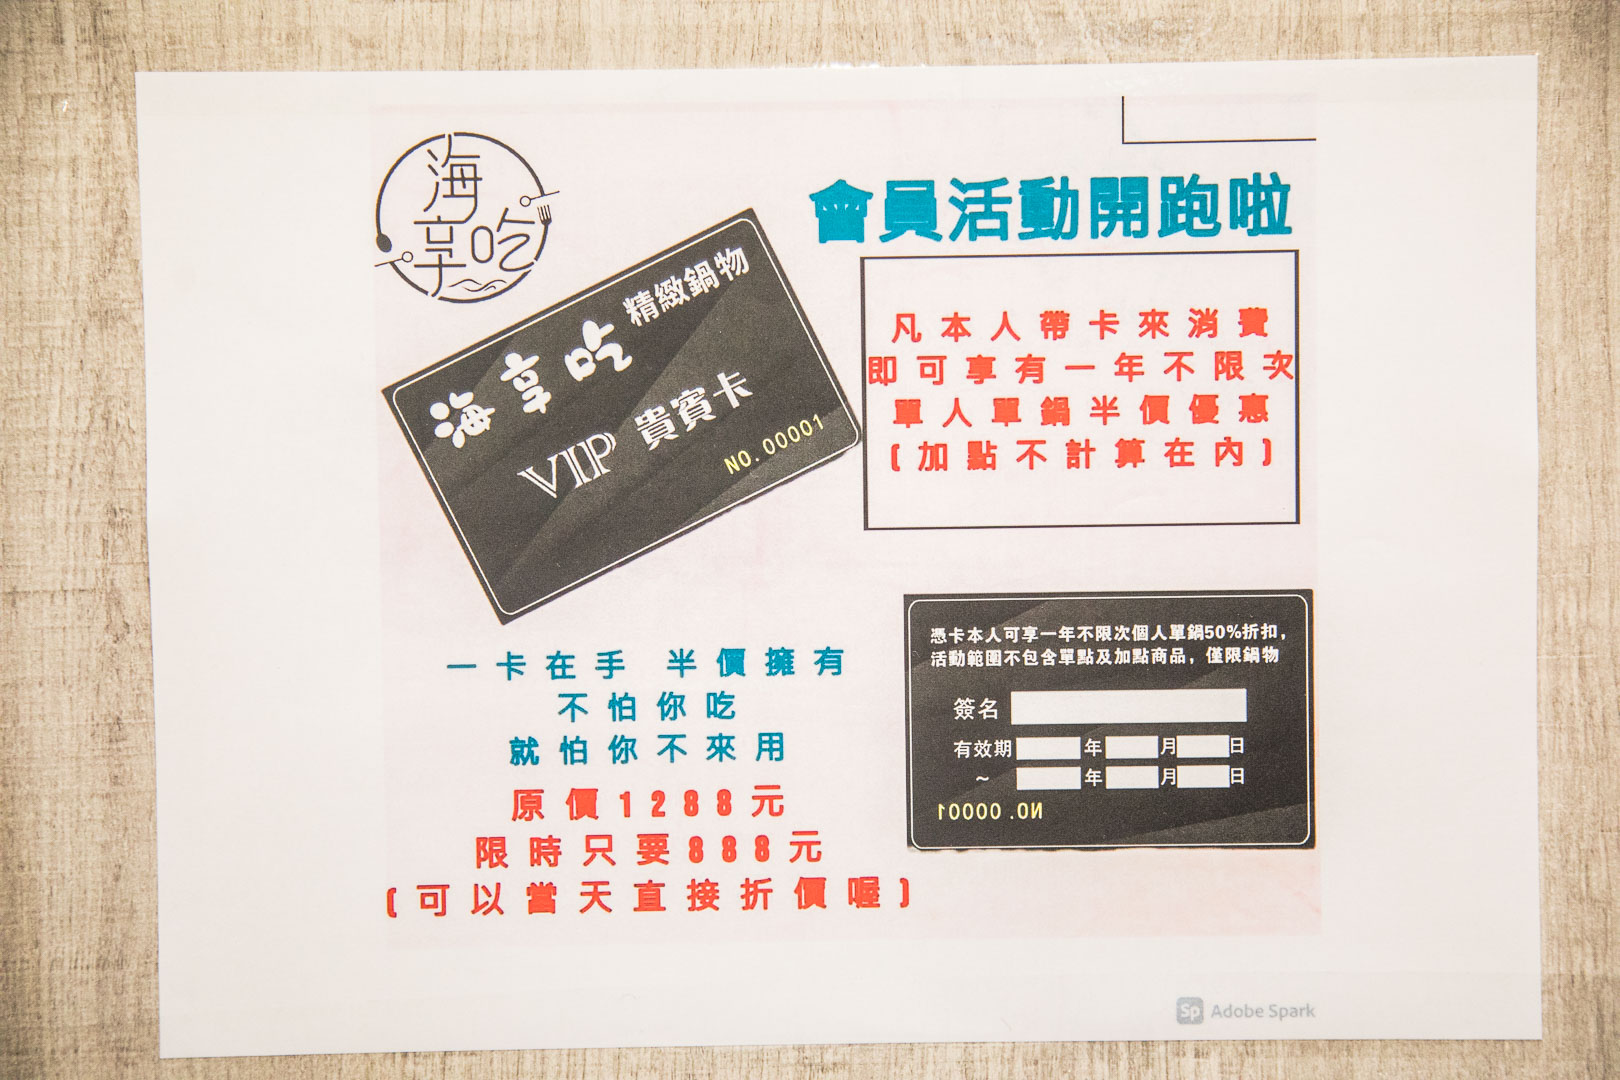 海
享吃
會員活動開跑啦
海享吃 精緻鍋物
VIP 貴賓卡
NO.00001
凡本人帶卡來消費
即可享有一年不限次
單人單鍋半價優惠
(加點不計算在內)
一卡在手 半價擁有
不怕你吃
就怕你不來用
原價1288元
限時只要888元
(可以當天直接折價喔)
憑卡本人可享一年不限次個人單鍋50%折扣,
活動範圍不包含單點及加點商品,僅限鍋物
簽名
有效期 年 月 日
~ 年 月 日
NO. 00001
Sp Adobe Spark